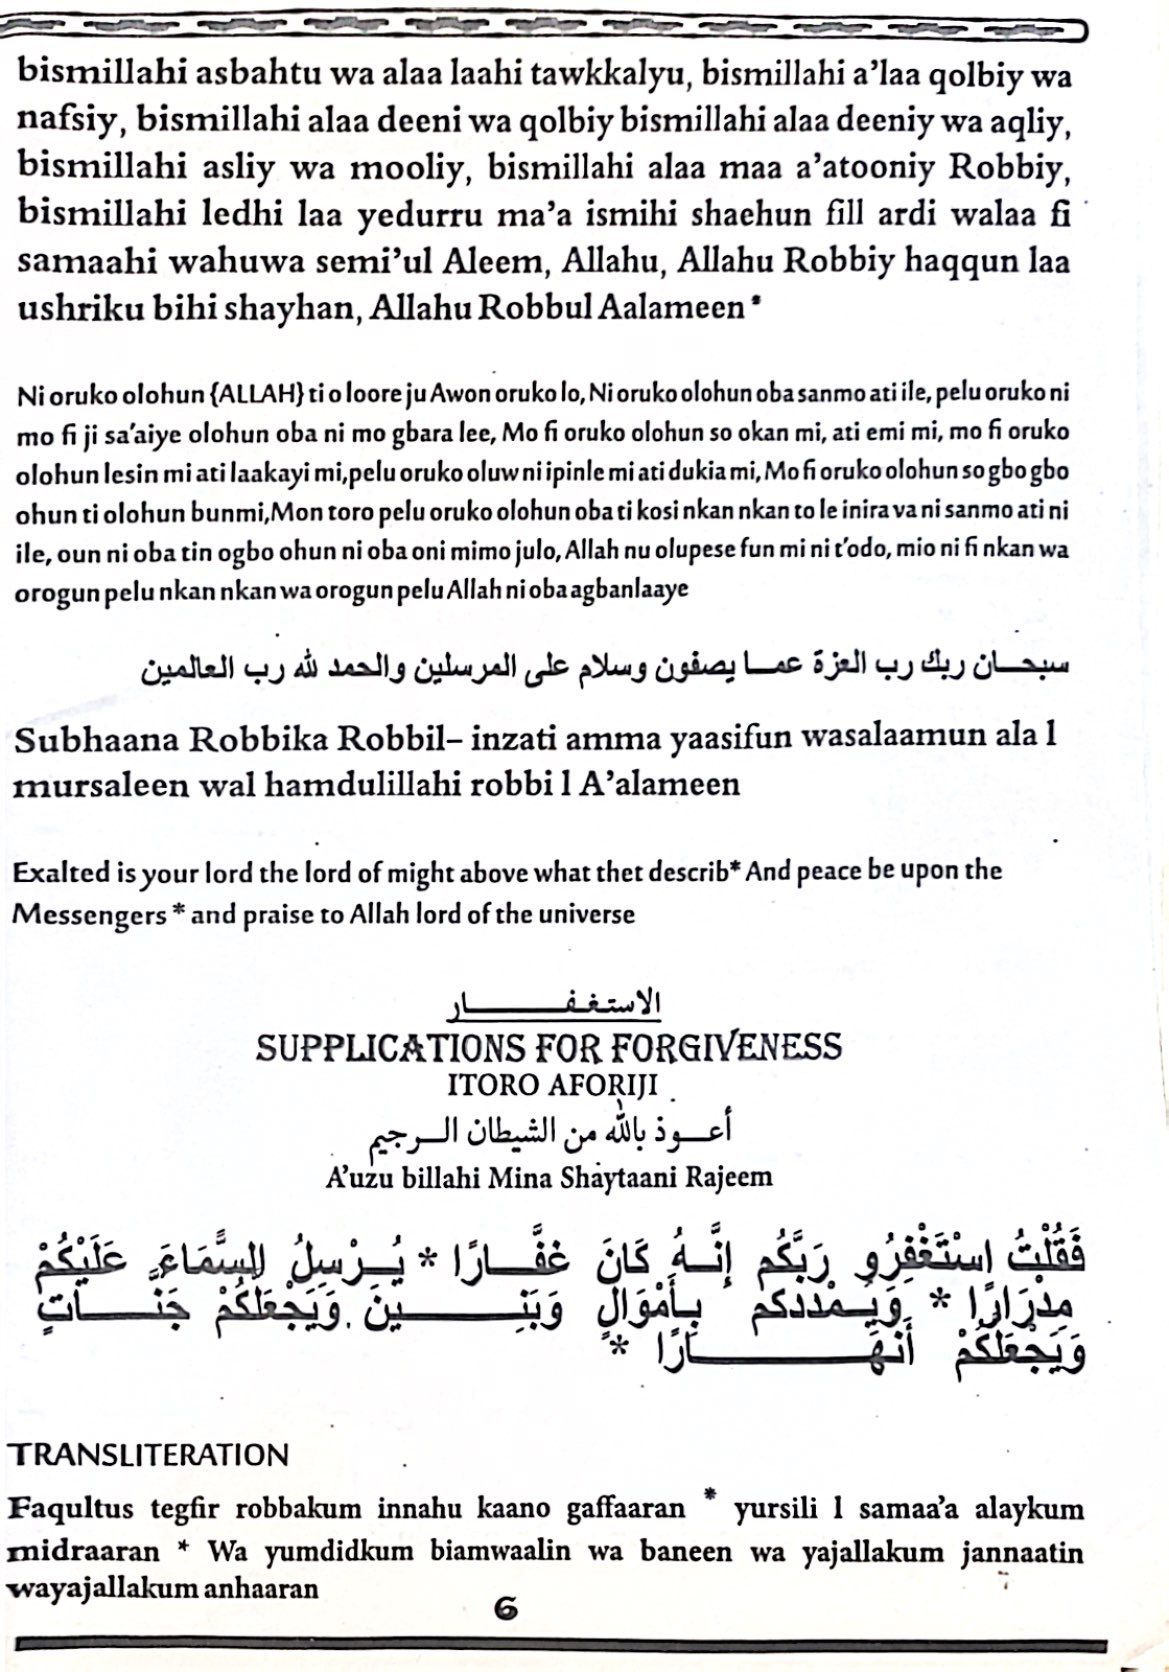 bismillahi asbahtu wa alaa laahi tawkkalyu, bismillahi a’laa qolbiy wa
nafsiy, bismillahi alaa deeni wa qolbiy bismillahi alaa deeniy wa aqliy,
bismillahi asliy wa mooliy, bismillahi alaa maa a’atooniy Robbiy,
bismillahi ledhi laa yedurru ma’a ismihi shaehun fill ardi walaa fi
samaahi wahuwa semi’ul Aleem, Allahu, Allahu Robbiy haqqun laa
ushriku bihi shayhan, Allahu Robbul Aalameen *
Ni oruko olohun {ALLAH} ti o loore ju Awon oruko lo, Ni oruko olohun oba sanmo ati ile, pelu oruko ni
mo fi ji sa’aiye olohun oba ni mo gbara lee, Mo fi oruko olohun so okan mi, ati emi mi, mo fi oruko
olohun lesin mi ati laakayi mi,pelu oruko oluw ni ipinle mi ati dukia mi, Mo fi oruko olohun so gbo gbo
ohun ti olohun bunmi,Mon toro pelu oruko olohun oba ti kosi nkan nkan to le inira va ni sanmo ati ni
ile, oun ni oba tin ogbo ohun ni oba oni mimo julo, Allah nu olupese fun mi ni t’odo, mio ni fi nkan wa
orogun pelu nkan nkan wa orogun pelu Allah ni oba agbanlaaye
سبحان ربك رب العزة عما يصفون وسلام على المرسلين والحمد لله رب العالمين
Subhaana Robbika Robbil– inzati amma yaasifun wasalaamun ala l
mursaleen wal hamdulillahi robbi l A’alameen
Exalted is your lord the lord of might above what thet describ* And peace be upon the
Messengers * and praise to Allah lord of the universe
الاستغفار
SUPPLICATIONS FOR FORGIVENESS
ITORO AFORIJI
أعوذ بالله من الشيطان الرجيم
A’uzu billahi Mina Shaytaani Rajeem
فَقُلْتُ اسْتَغْفِرُو رَبَّكُم إِنَّهُ كَانَ غفَّارًا * يُرْسِلُ السَّمَاءَ عَلَيْكُمْ
مِدْرَارًا * وَيُمْدِدكم بِأَمْوَالٍ وَبَنِينَ وَيَجْعَلكُمْ جَنَّاتٍ
وَيَجْعَلَكُمْ أَنهَارًا *
TRANSLITERATION
Faqultus tegfir robbakum innahu kaano gaffaaran * yursili l samaa’a alaykum
midraaran * Wa yumdidkum biamwaalin wa baneen wa yajallakum jannaatin
wayajallakum anhaaran
6